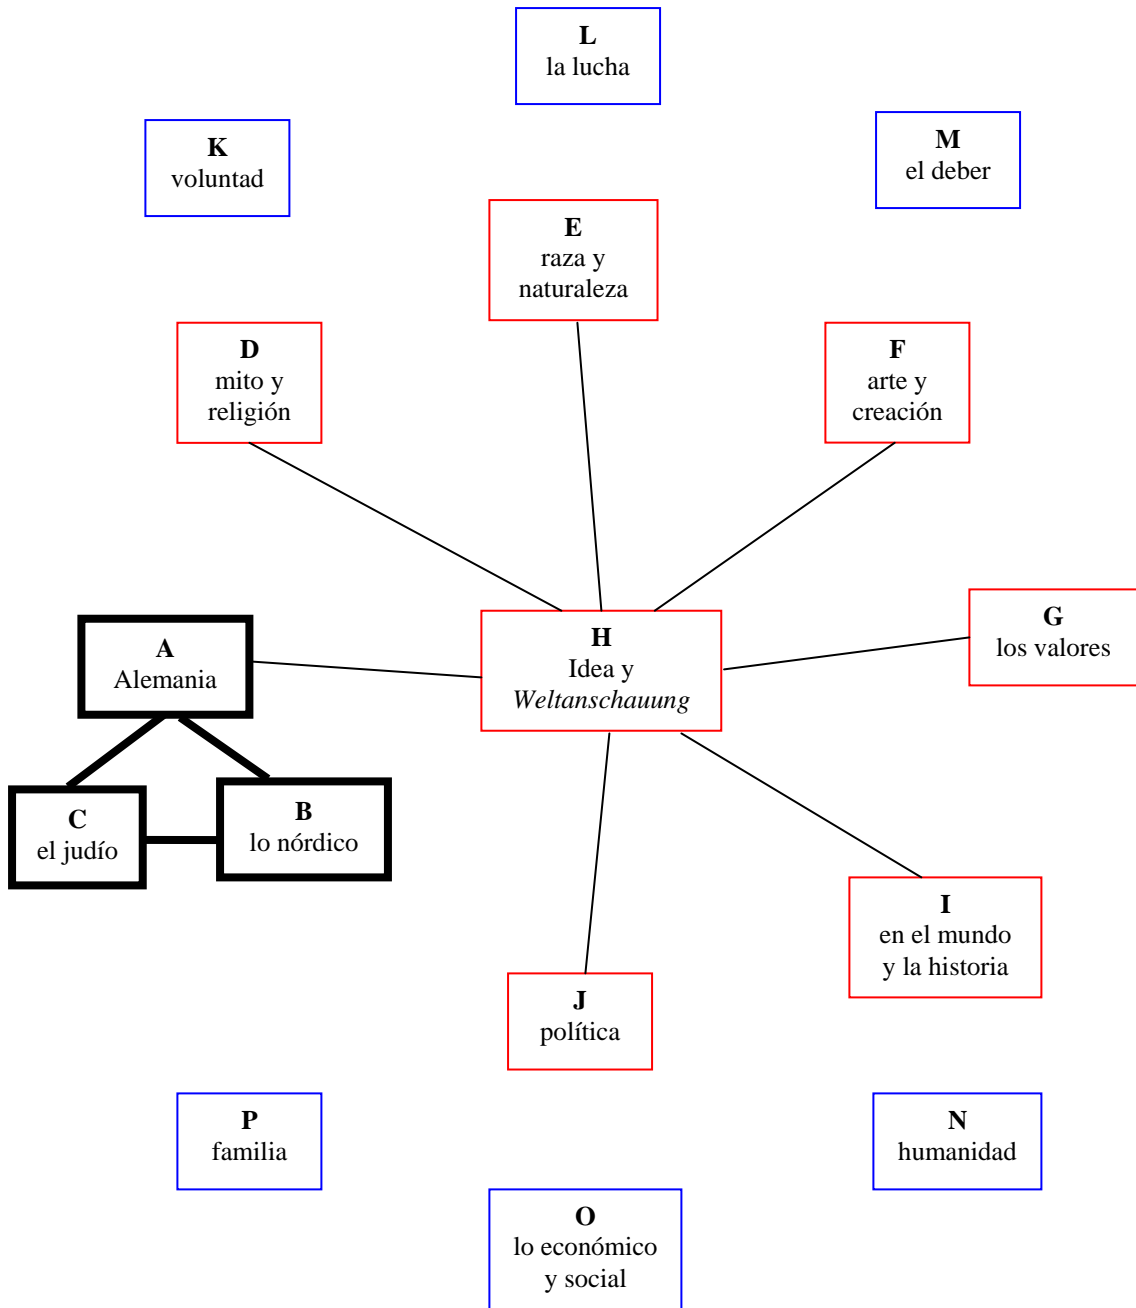 L
la lucha
K
voluntad
M
el deber
E
raza y
naturaleza
D
mito y
religión
F
arte y
creación
A
Alemania
H
Idea y
Weltanschauung
G
los valores
C
el judío
B
lo nórdico
I
en el mundo
y la historia
J
política
P
familia
N
humanidad
O
lo económico
y social